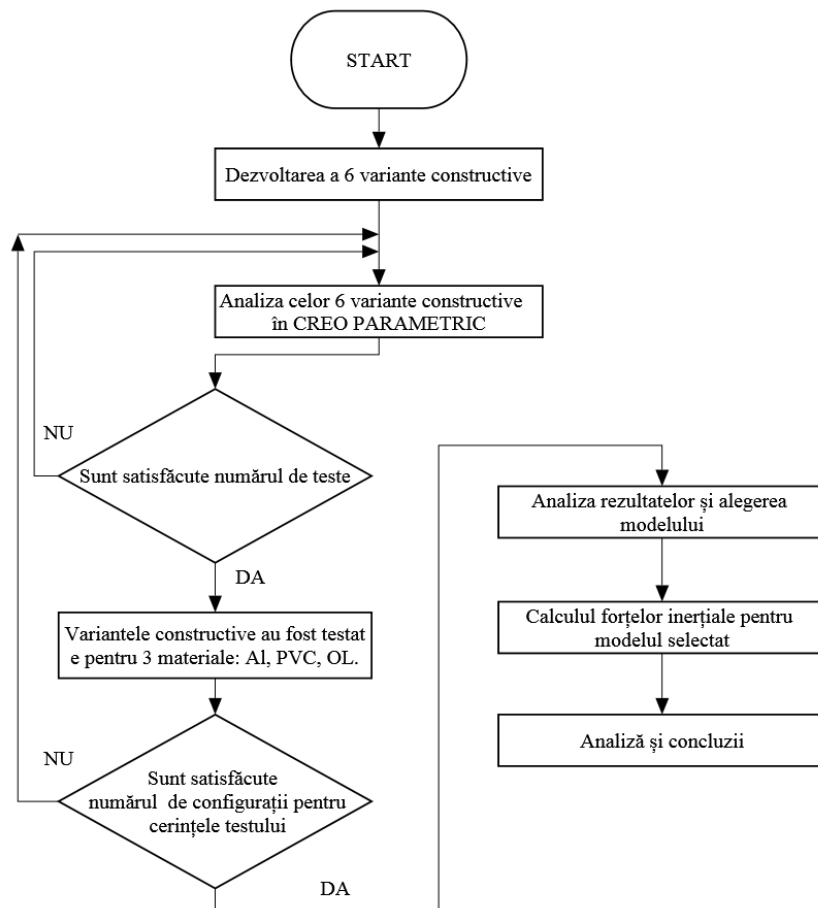 START
Dezvoltarea a 6 variante constructive
Analiza celor 6 variante constructive
în CREO PARAMETRIC
NU
Sunt satisfăcute numărul de teste
DA
Variantele constructive au fost testat
e pentru 3 materiale: Al, PVC, OL.
NU
Sunt satisfăcute
numărul de configurații pentru
cerințele testului
DA
Analiza rezultatelor și alegerea
modelului
Calculul forțelor inerțiale pentru
modelul selectat
Analiză și concluzii